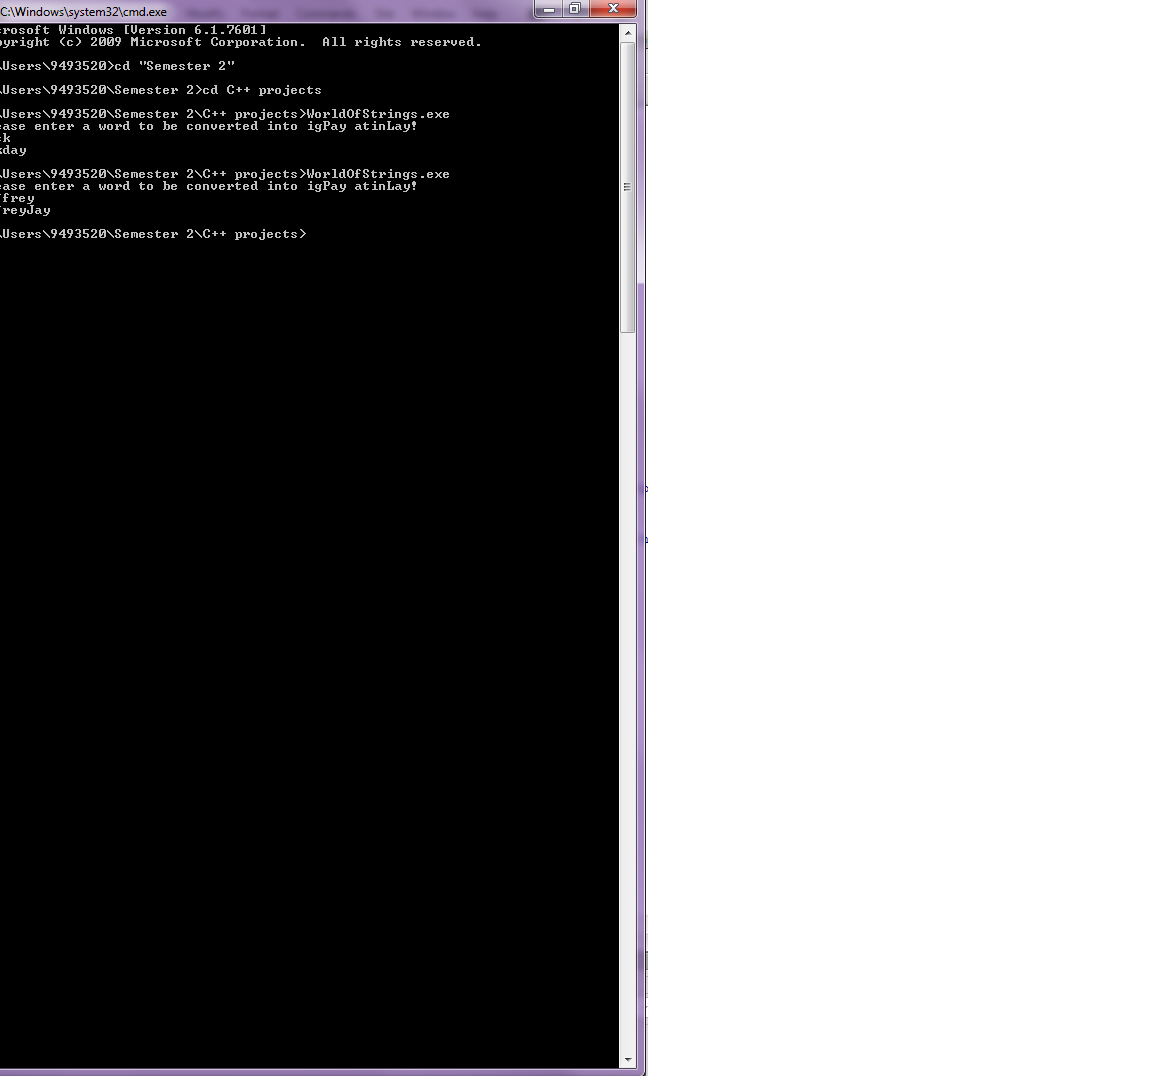 C:\Windows\system32\cmd.exe
rosoft Windows [Version 6.1.7601]
pyright (c) 2009 Microsoft Corporation.  All rights reserved.
\Users\9493520>cd "Semester 2"
\Users\9493520\Semester 2>cd C++ projects
\Users\9493520\Semester 2\C++ projects>WorldOfStrings.exe
ease enter a word to be converted into igPay atinLay!
k
day
\Users\9493520\Semester 2\C++ projects>WorldOfStrings.exe
ease enter a word to be converted into igPay atinLay!
frey
reyJay
\Users\9493520\Semester 2\C++ projects>